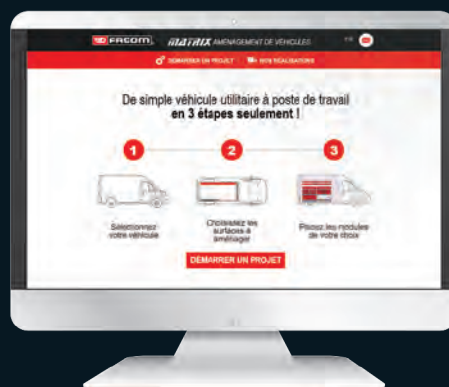 FACOM
MATRIX AMÉNAGEMENT DE VÉHICULES
DÉMARRER UN PROJET NOS RÉALISATIONS
De simple véhicule utilitaire à poste de travail
en 3 étapes seulement !
1 2 3
Sélectionnez
votre véhicule
Choisissez les
surfaces à
aménager
Placez les modules
de votre choix
DÉMARRER UN PROJET